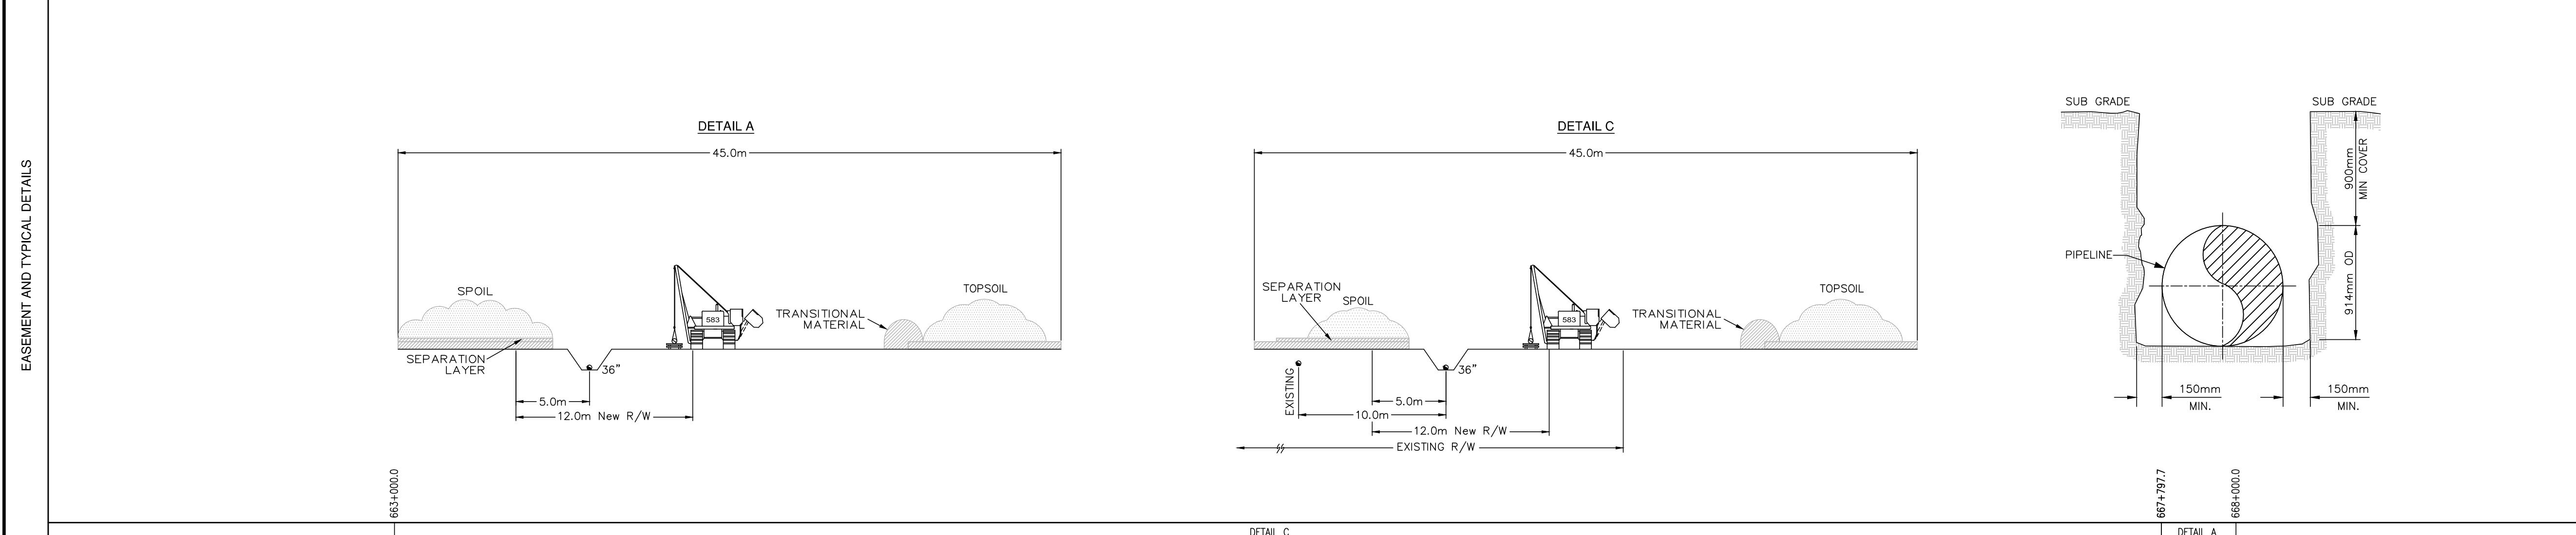 EASEMENT AND TYPICAL DETAILS
DETAIL A
45.0m
SPOIL
TOPSOIL
583
TRANSITIONAL
MATERIAL
SEPARATION
LAYER
36"
5.0m
12.0m New R/W
DETAIL C
45.0m
SEPARATION
LAYER
SPOIL
TOPSOIL
583
TRANSITIONAL
MATERIAL
EXISTING
36"
5.0m
10.0m
12.0m New R/W
EXISTING R/W
SUB GRADE
SUB GRADE
900mm
MIN COVER
PIPELINE
914mm OD
150mm
MIN.
150mm
MIN.
663+000.0
667+797.7
668+000.0
DETAIL C
DETAIL A